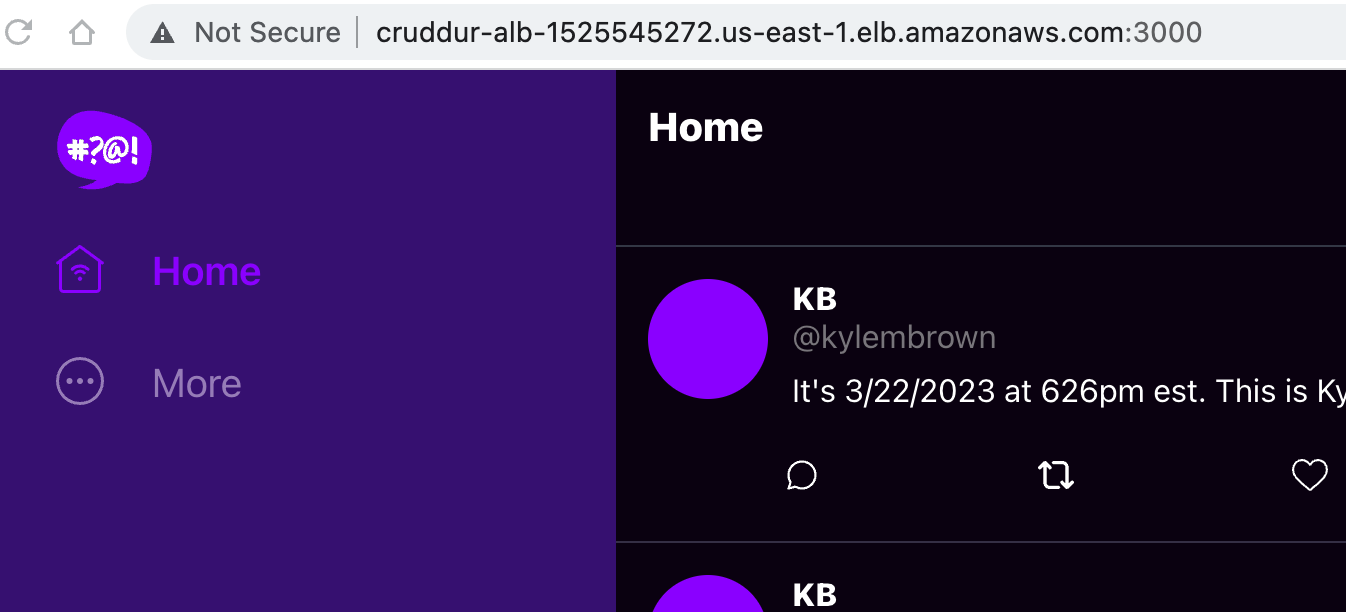 Not Secure | cruddur-alb-1525545272.us-east-1.elb.amazonaws.com:3000
#?@!
Home
More
Home
KB
@kylembrown
It's 3/22/2023 at 626pm est. This is Ky
KB